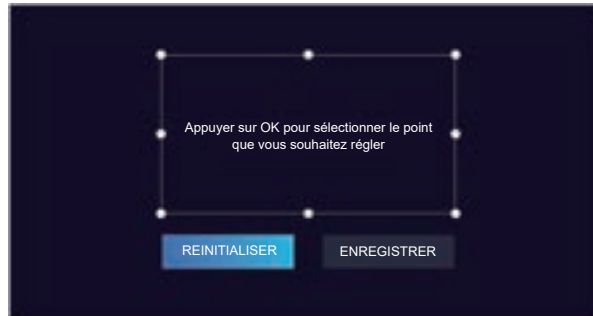 Appuyer sur OK pour sélectionner le point
que vous souhaitez régler
REINITIALISER
ENREGISTRER